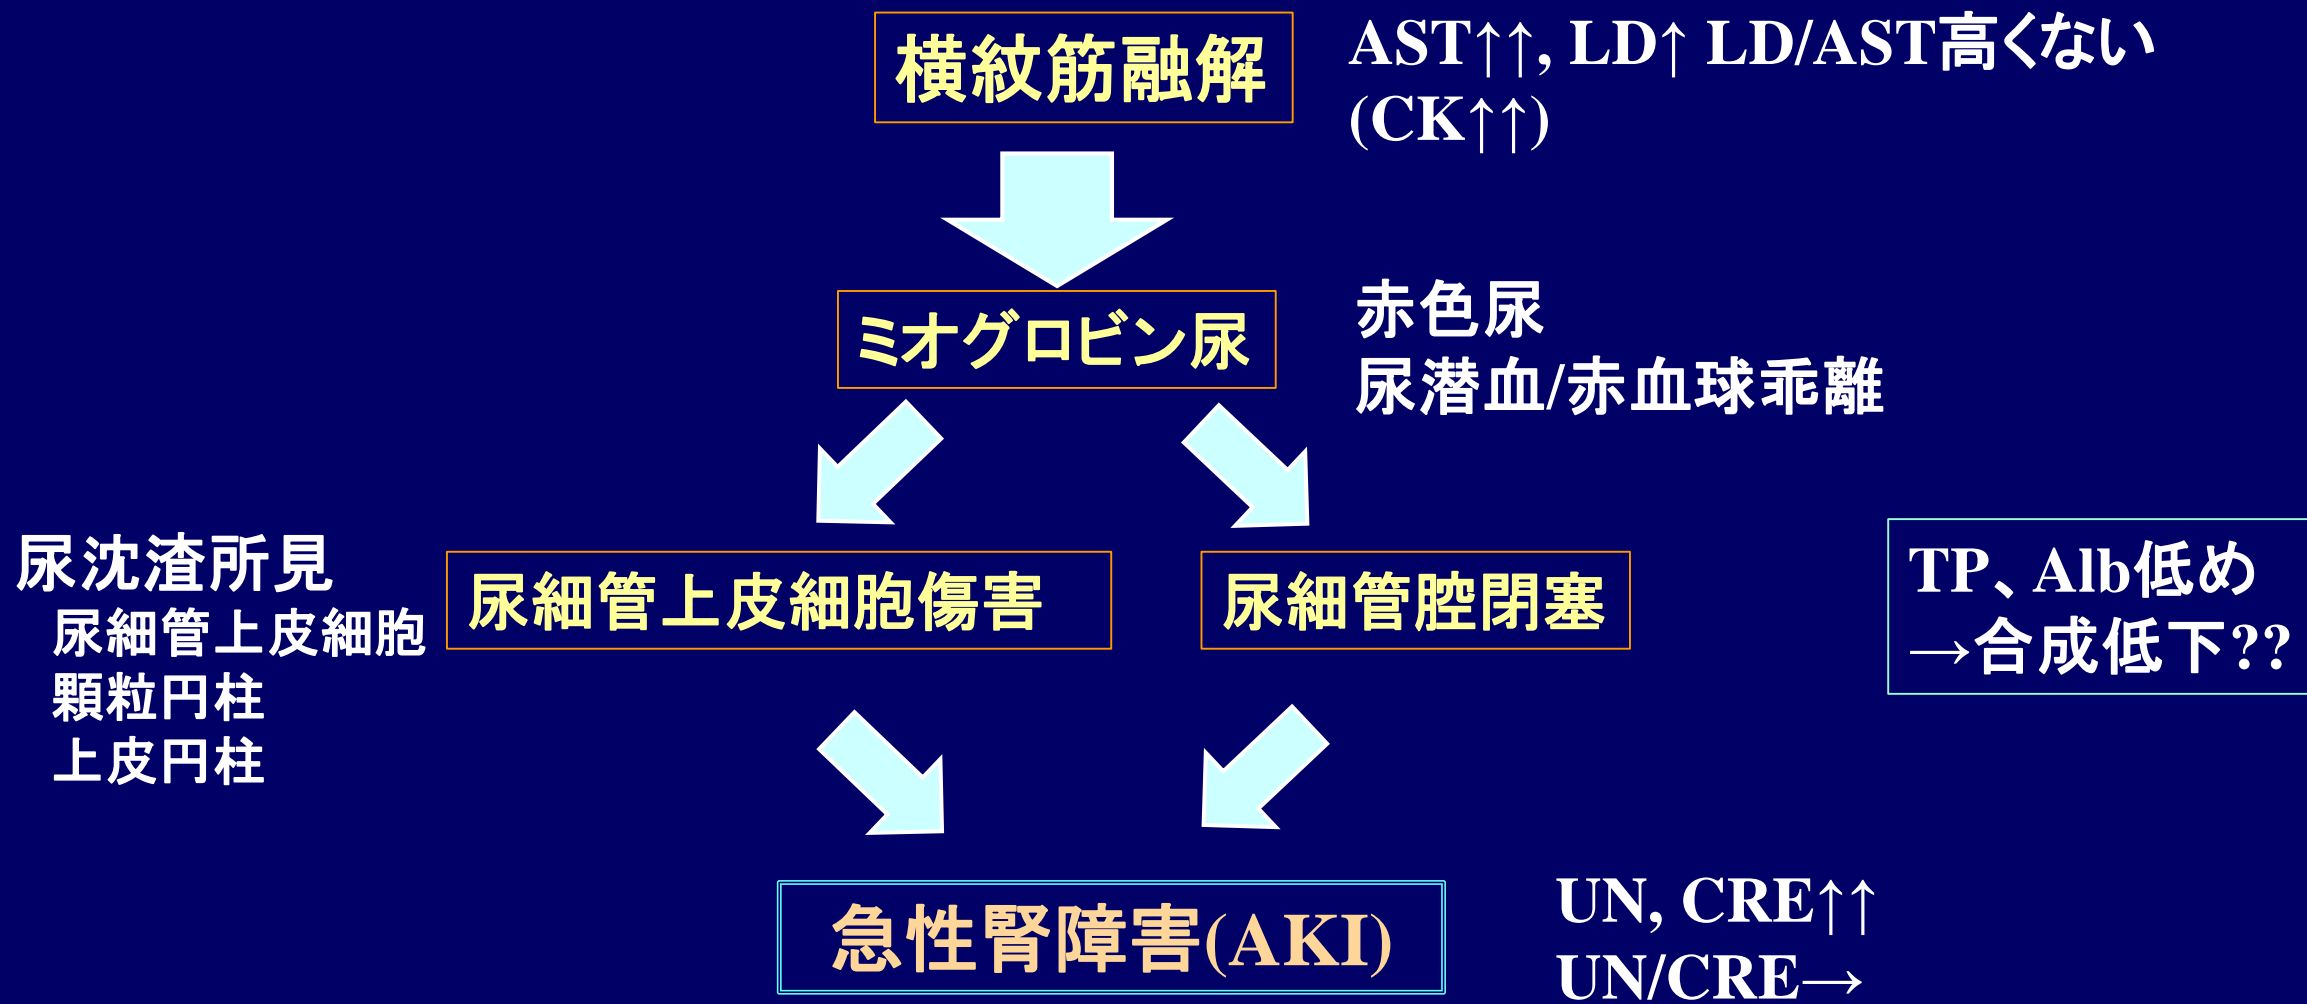 横紋筋融解
AST↑↑, LD↑ LD/AST高くない
(CK↑↑)
ミオグロビン尿
赤色尿
尿潜血/赤血球乖離
尿沈渣所見
尿細管上皮細胞
顆粒円柱
上皮円柱
尿細管上皮細胞傷害
尿細管腔閉塞
TP、Alb低め
→合成低下??
急性腎障害(AKI)
UN, CRE↑↑
UN/CRE→